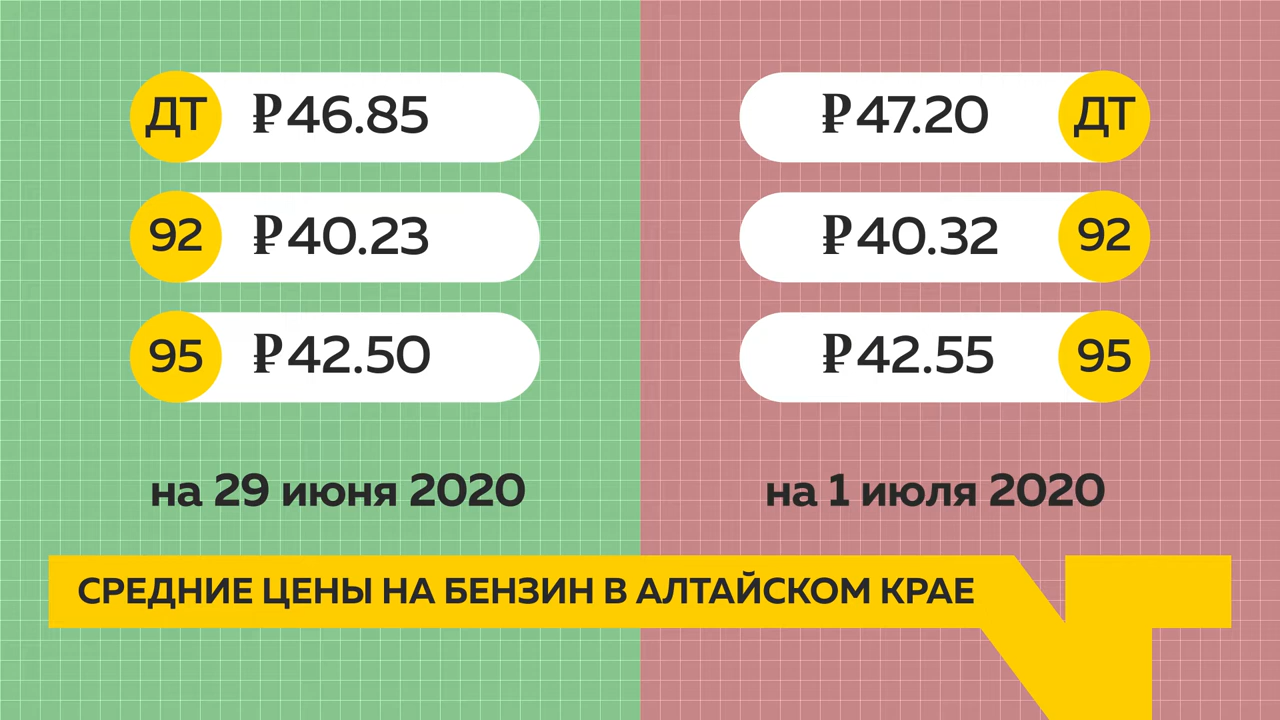 ДТ ₽46.85
92 ₽40.23
95 ₽42.50
на 29 июня 2020
₽47.20 ДТ
₽40.32 92
₽42.55 95
на 1 июля 2020
СРЕДНИЕ ЦЕНЫ НА БЕНЗИН В АЛТАЙСКОМ КРАЕ